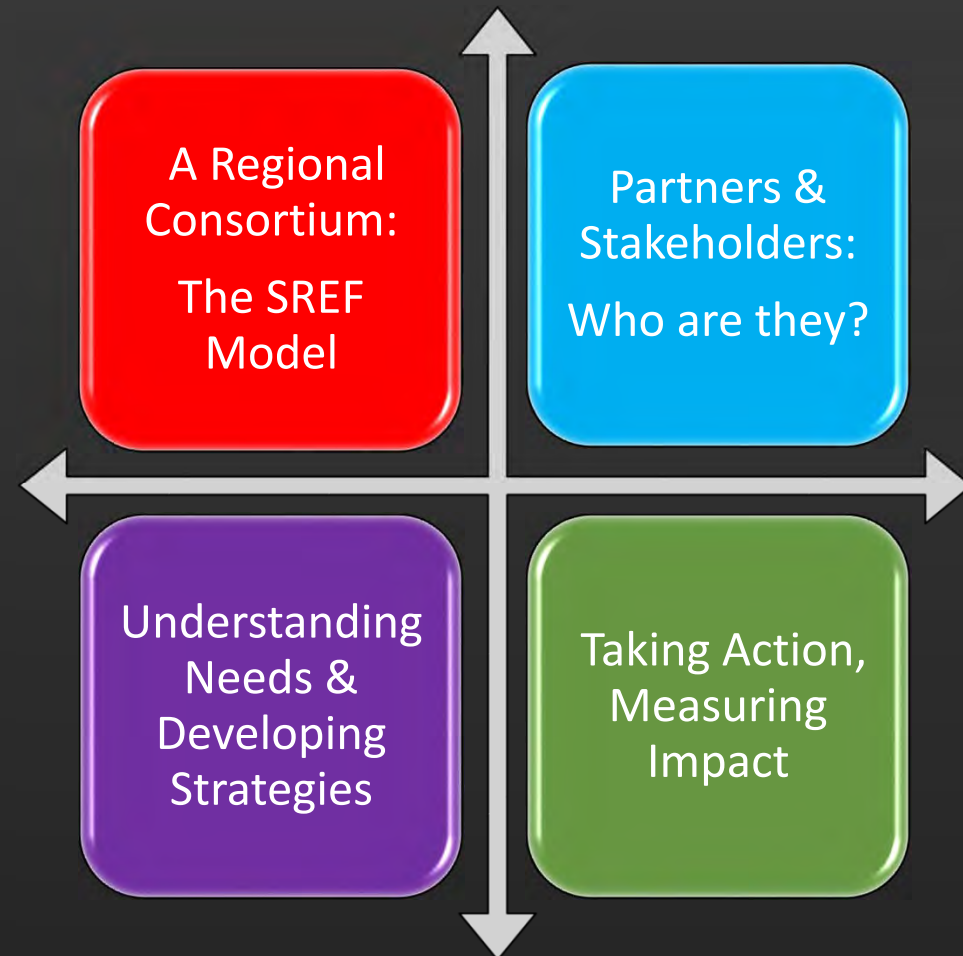 A Regional
Consortium:
The SREF
Model
Partners &
Stakeholders:
Who are they?
Understanding
Needs &
Developing
Strategies
Taking Action,
Measuring
Impact